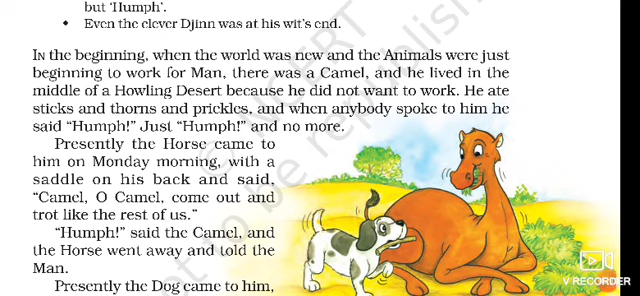 but ‘Humph’.
• Even the clever Djinn was at his wit’s end.
IN the beginning, when the world was new and the Animals were just
beginning to work for Man, there was a Camel, and he lived in the
middle of a Howling Desert because he did not want to work. He ate
sticks and thorns and prickles, and when anybody spoke to him he
said “Humph!” Just “Humph!” and no more.
Presently the Horse came to
him on Monday morning, with a
saddle on his back and said,
“Camel, O Camel, come out and
trot like the rest of us.”
“Humph!” said the Camel, and
the Horse went away and told the
Man.
Presently the Dog came to him,
V RECORDER